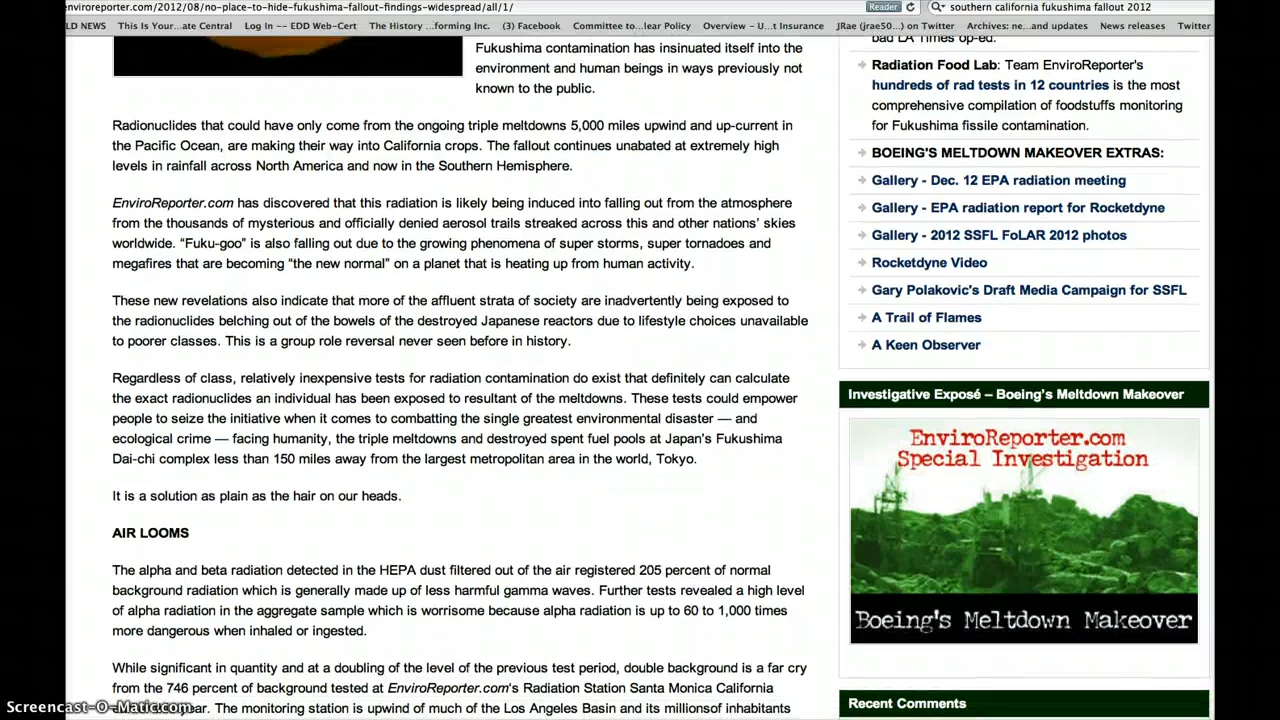 enviroreporter.com/2012/08/no-place-to-hide-fukushima-fallout-findings-widespread/all/1/
Reader
southern california fukushima fallout 2012
LD NEWS
This Is Your...ate Central
Log In -- EDD Web-Cert
The History ...forming Inc.
(3) Facebook
Committee to...lear Policy
Overview - U...t Insurance
JRae (jrae50...) on Twitter
Archives: ne...and updates
News releases
Twitter
Fukushima contamination has insinuated itself into the
environment and human beings in ways previously not
known to the public.
Radionuclides that could have only come from the ongoing triple meltdowns 5,000 miles upwind and up-current in
the Pacific Ocean, are making their way into California crops. The fallout continues unabated at extremely high
levels in rainfall across North America and now in the Southern Hemisphere.
EnviroReporter.com has discovered that this radiation is likely being induced into falling out from the atmosphere
from the thousands of mysterious and officially denied aerosol trails streaked across this and other nations' skies
worldwide. “Fuku-goo” is also falling out due to the growing phenomena of super storms, super tornadoes and
megafires that are becoming “the new normal” on a planet that is heating up from human activity.
These new revelations also indicate that more of the affluent strata of society are inadvertently being exposed to
the radionuclides belching out of the bowels of the destroyed Japanese reactors due to lifestyle choices unavailable
to poorer classes. This is a group role reversal never seen before in history.
Regardless of class, relatively inexpensive tests for radiation contamination do exist that definitely can calculate
the exact radionuclides an individual has been exposed to resultant of the meltdowns. These tests could empower
people to seize the initiative when it comes to combatting the single greatest environmental disaster — and
ecological crime — facing humanity, the triple meltdowns and destroyed spent fuel pools at Japan's Fukushima
Dai-chi complex less than 150 miles away from the largest metropolitan area in the world, Tokyo.
It is a solution as plain as the hair on our heads.
AIR LOOMS
The alpha and beta radiation detected in the HEPA dust filtered out of the air registered 205 percent of normal
background radiation which is generally made up of less harmful gamma waves. Further tests revealed a high level
of alpha radiation in the aggregate sample which is worrisome because alpha radiation is up to 60 to 1,000 times
more dangerous when inhaled or ingested.
While significant in quantity and at a doubling of the level of the previous test period, double background is a far cry
from the 746 percent of background tested at EnviroReporter.com's Radiation Station Santa Monica California
The monitoring station is upwind of much of the Los Angeles Basin and its millionsof inhabitants
bad LA Times op-ed.
Radiation Food Lab: Team EnviroReporter's
hundreds of rad tests in 12 countries is the most
comprehensive compilation of foodstuffs monitoring
for Fukushima fissile contamination.
BOEING'S MELTDOWN MAKEOVER EXTRAS:
Gallery - Dec. 12 EPA radiation meeting
Gallery - EPA radiation report for Rocketdyne
Gallery - 2012 SSFL FoLAR 2012 photos
Rocketdyne Video
Gary Polakovic's Draft Media Campaign for SSFL
A Trail of Flames
A Keen Observer
Investigative Exposé – Boeing's Meltdown Makeover
EnviroReporter.com
Special Investigation
Boeing's Meltdown Makeover
Recent Comments
Screencast-O-Matic.com